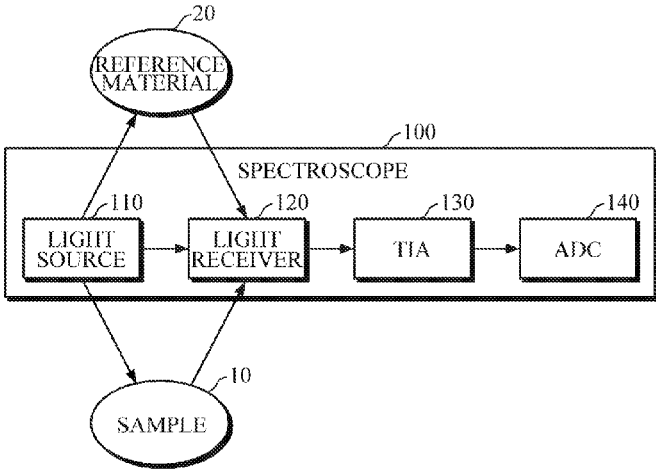 20
REFERENCE
MATERIAL
100
SPECTROSCOPE
110
120
130
140
LIGHT
SOURCE
LIGHT
RECEIVER
TIA
ADC
10
SAMPLE